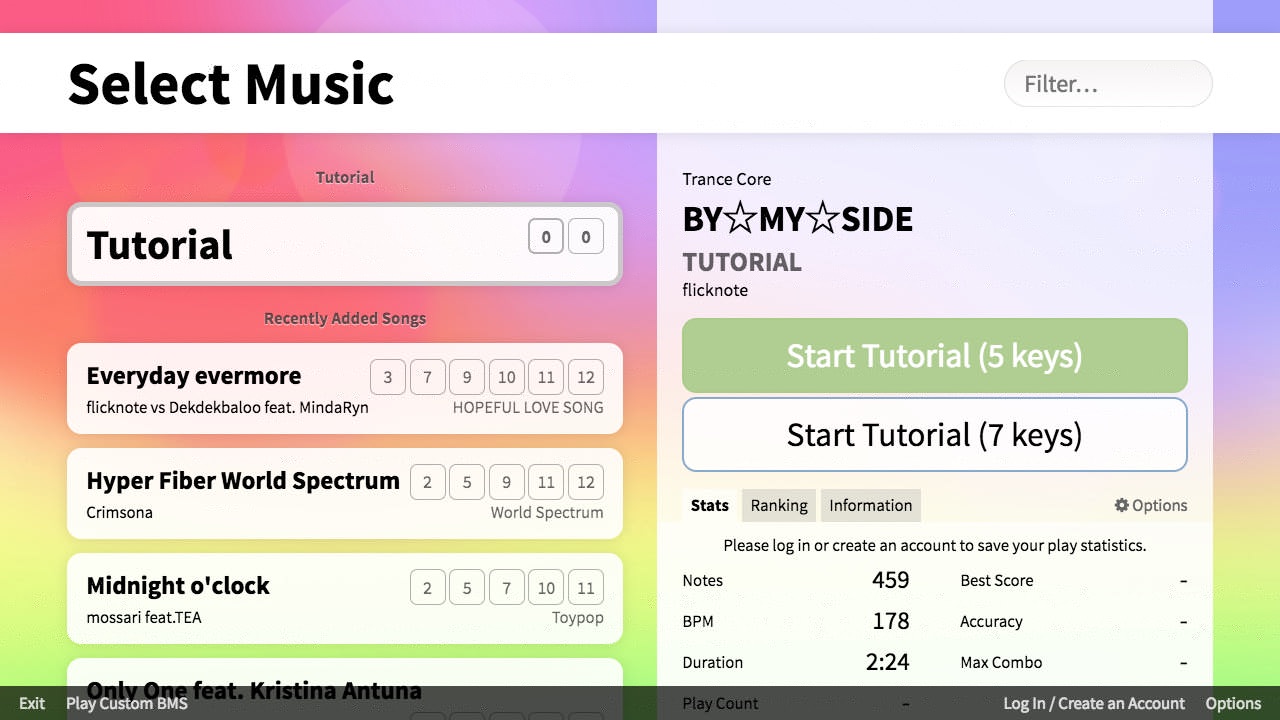 Select Music
Filter...
Tutorial
Tutorial
0 0
Recently Added Songs
Everyday evermore
3 7 9 10 11 12
flicknote vs Dekdekbaloo feat. MindaRyn
HOPEFUL LOVE SONG
Hyper Fiber World Spectrum
2 5 9 11 12
Crimsona
World Spectrum
Midnight o'clock
2 5 7 10 11
mossari feat.TEA
Toypop
Only One feat. Kristina Antuna
Trance Core
BY☆MY☆SIDE
TUTORIAL
flicknote
Start Tutorial (5 keys)
Start Tutorial (7 keys)
Stats Ranking Information Options
Please log in or create an account to save your play statistics.
Notes 459 Best Score -
BPM 178 Accuracy -
Duration 2:24 Max Combo -
Play Count -
Exit Play Custom BMS Log In / Create an Account Options